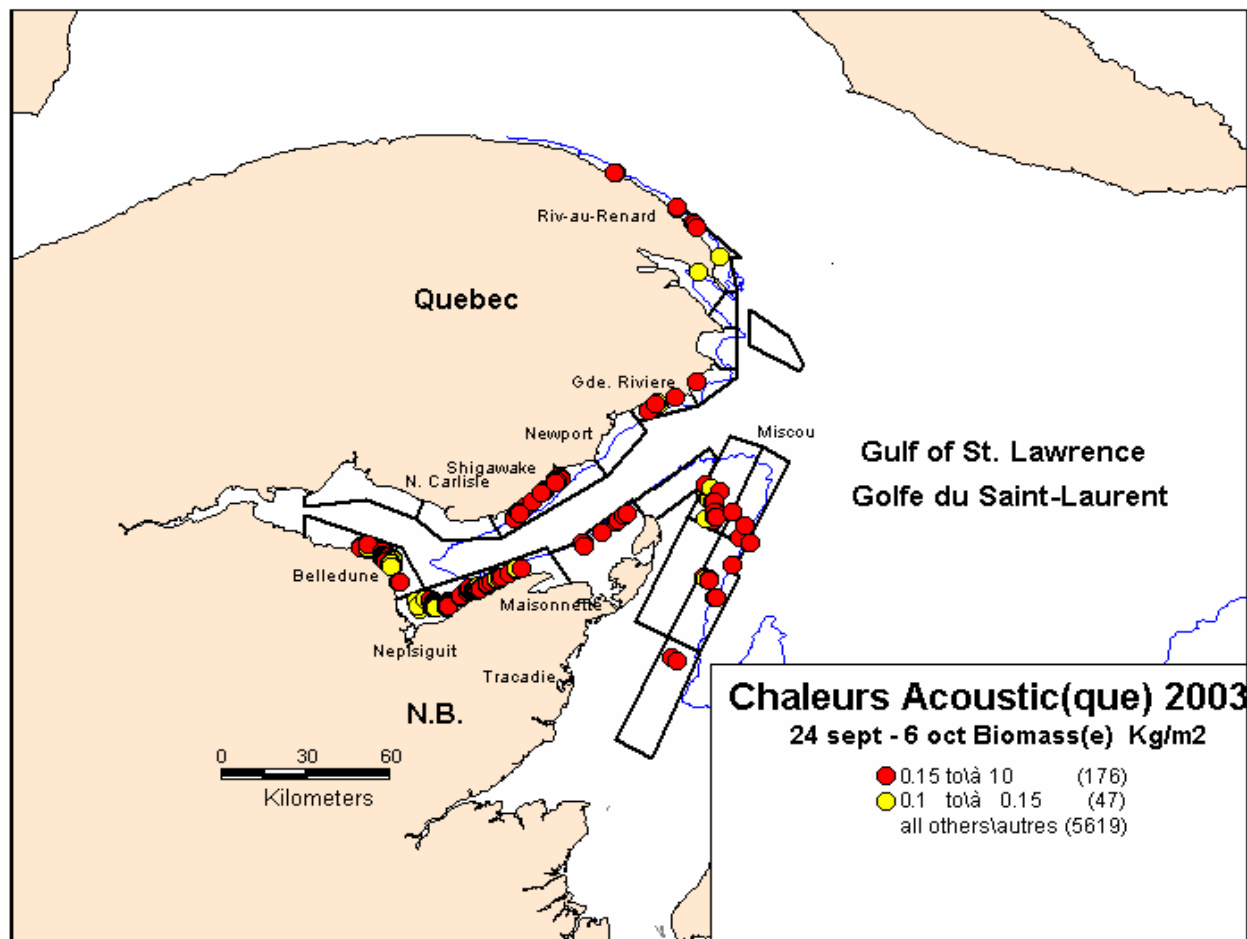 Riv-au-Renard
Quebec
Gde. Riviere
Newport
Miscou
Gulf of St. Lawrence
Golfe du Saint-Laurent
Shigawake
N. Carlisle
Belledune
Maisonnette
Nepisiguit
Tracadie
N.B.
0 30 60
Kilometers
Chaleurs Acoustic(que) 2003
24 sept - 6 oct Biomass(e) Kg/m2
0.15 to\à 10 (176)
0.1 to\à 0.15 (47)
all others\autres (5619)